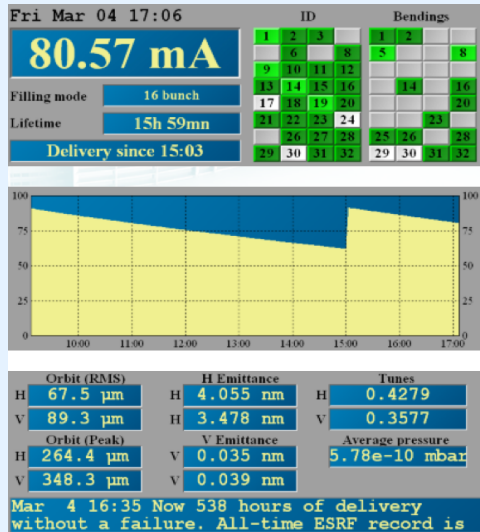 Fri Mar 04 17:06
80.57 mA
Filling mode 16 bunch
Lifetime 15h 59mn
Delivery since 15:03
ID Bendings
1 2 3 1 2
6 8 5 8
9 10 11 12
13 14 15 16 14 16
17 18 19 20 20
21 22 23 24 23
26 27 28 25 26 28
29 30 31 32 29 30 31 32
100 100
75 75
50 50
25 25
0 0
10:00 11:00 12:00 13:00 14:00 15:00 16:00 17:00
Orbit (RMS) H Emittance Tunes
H 67.5 µm H 4.055 nm H 0.4279
V 89.3 µm H 3.478 nm V 0.3577
Orbit (Peak) V Emittance Average pressure
H 264.4 µm V 0.035 nm 5.78e-10 mbar
V 348.3 µm V 0.039 nm
Mar 4 16:35 Now 538 hours of delivery
without a failure. All-time ESRF record is